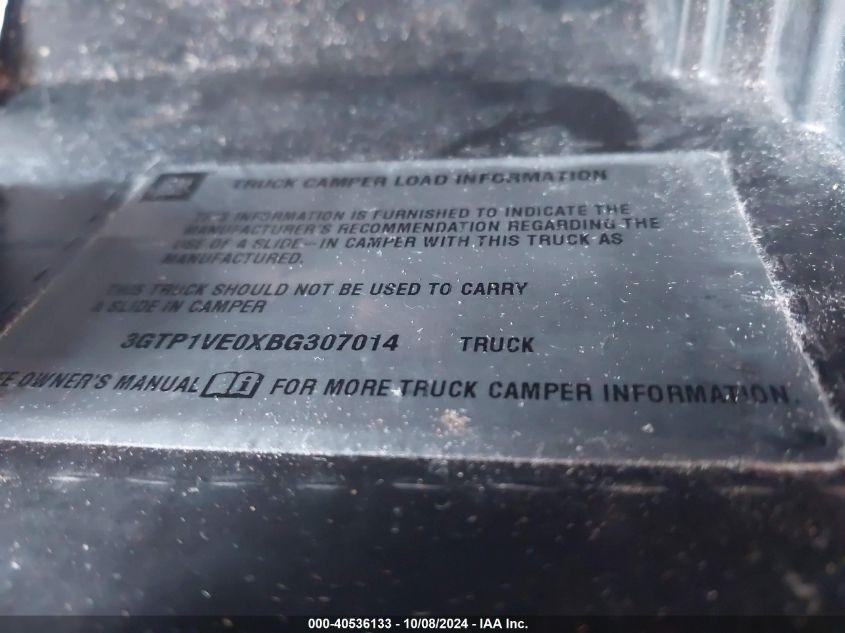 TRUCK CAMPER LOAD INFORMATION
THIS INFORMATION IS FURNISHED TO INDICATE THE
MANUFACTURER'S RECOMMENDATION REGARDING THE
USE OF A SLIDE-IN CAMPER WITH THIS TRUCK AS
MANUFACTURED.
THIS TRUCK SHOULD NOT BE USED TO CARRY
A SLIDE IN CAMPER
3GTP1VE0XBG307014 TRUCK
EE OWNER'S MANUAL FOR MORE TRUCK CAMPER INFORMATION.
000-40536133 - 10/08/2024 - IAA Inc.